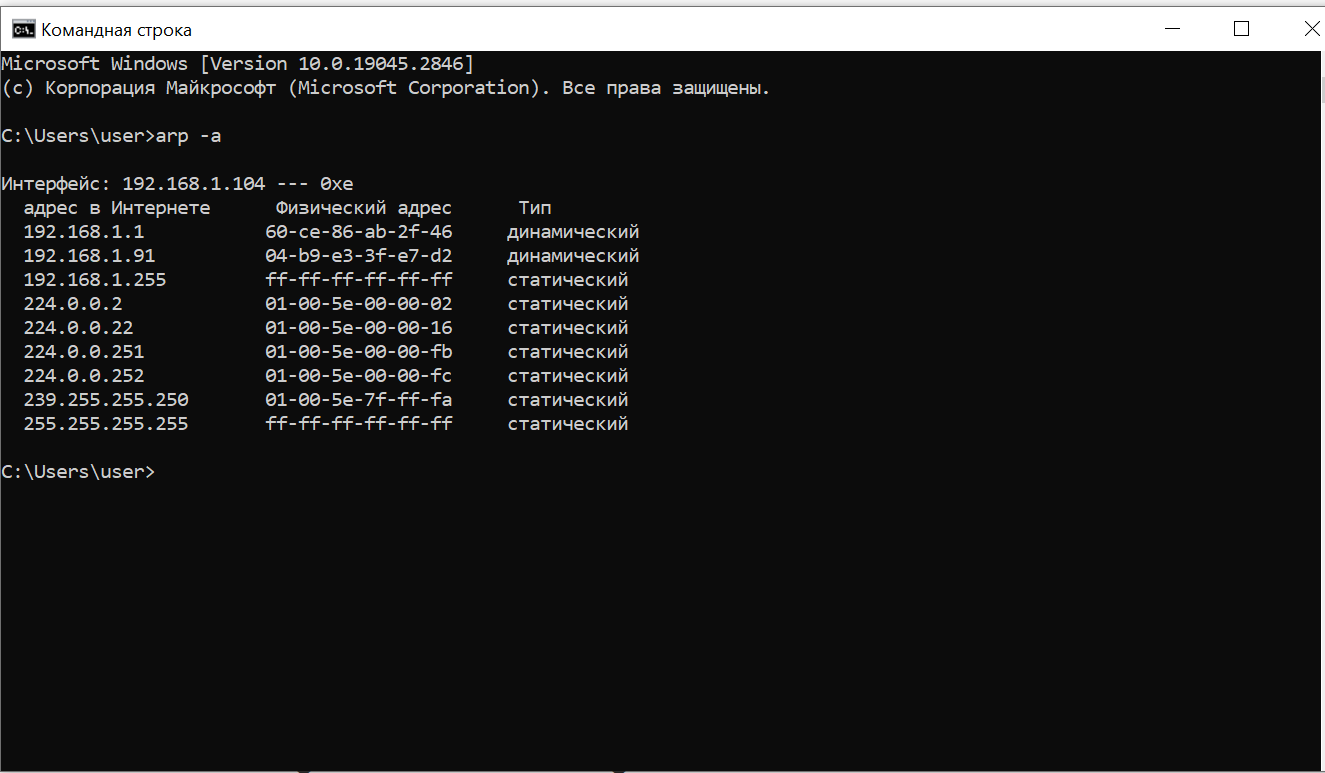 Командная строка
Microsoft Windows [Version 10.0.19045.2846]
(c) Корпорация Майкрософт (Microsoft Corporation). Все права защищены.
C:\Users\user>arp -a
Интерфейс: 192.168.1.104 --- 0xe
адрес в Интернете Физический адрес Тип
192.168.1.1 60-ce-86-ab-2f-46 динамический
192.168.1.91 04-b9-e3-3f-e7-d2 динамический
192.168.1.255 ff-ff-ff-ff-ff-ff статический
224.0.0.2 01-00-5e-00-00-02 статический
224.0.0.22 01-00-5e-00-00-16 статический
224.0.0.251 01-00-5e-00-00-fb статический
224.0.0.252 01-00-5e-00-00-fc статический
239.255.255.250 01-00-5e-7f-ff-fa статический
255.255.255.255 ff-ff-ff-ff-ff-ff статический
C:\Users\user>